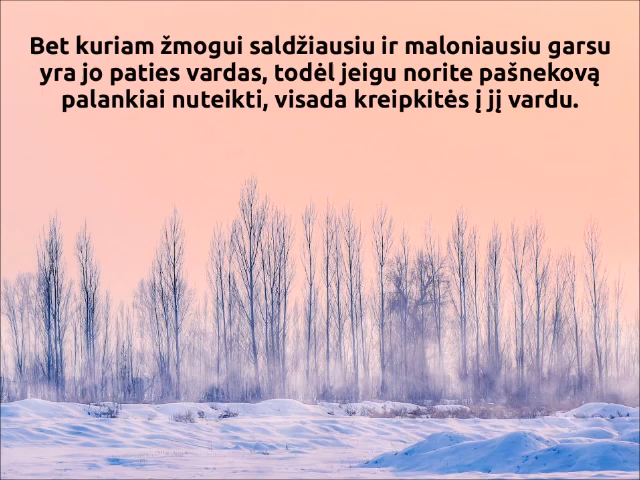 Bet kuriam žmogui saldžiausiu ir maloniausiu garsu
yra jo paties vardas, todėl jeigu norite pašnekovą
palankiai nuteikti, visada kreipkitės į jį vardu.